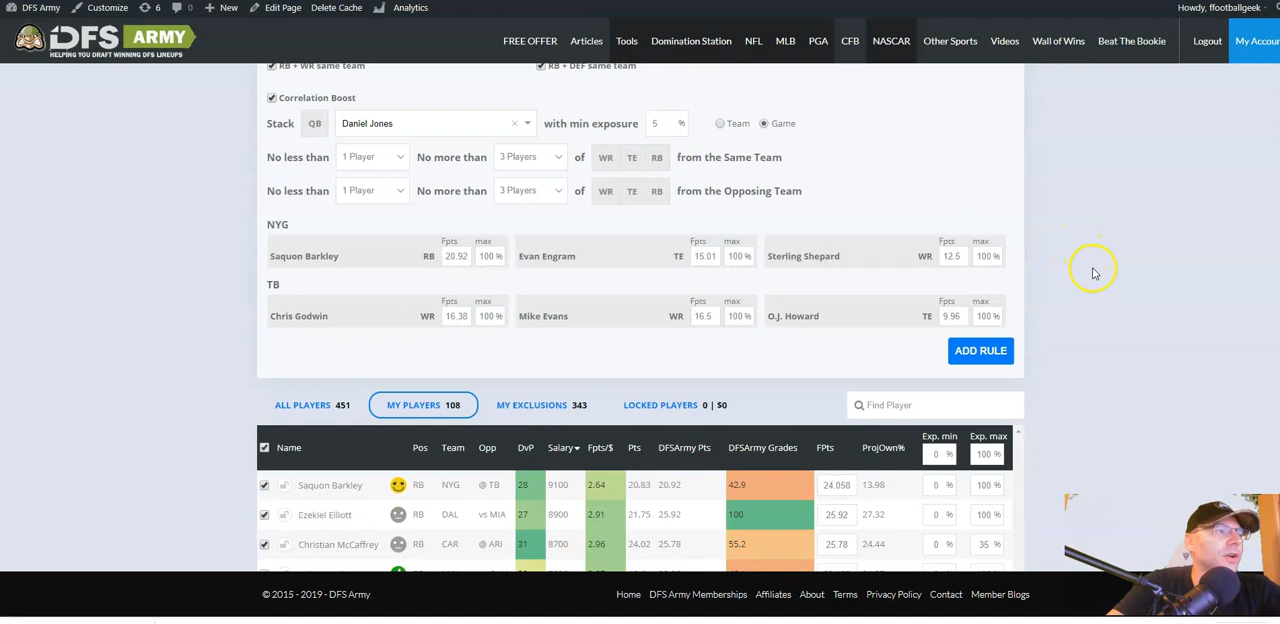 DFS Army Customize 6 0 New Edit Page Delete Cache Analytics Howdy, ffootballgeek
DFS ARMY FREE OFFER Articles Tools Domination Station NFL MLB PGA CFB NASCAR Other Sports Videos Wall of Wins Beat The Bookie Logout My Accou
HELPING YOU DRAFT WINNING DFS LINEUPS
RB + WR same team RB + DEF same team
Correlation Boost
Stack QB Daniel Jones with min exposure 5 % Team Game
No less than 1 Player No more than 3 Players of WR TE RB from the Same Team
No less than 1 Player No more than 3 Players of WR TE RB from the Opposing Team
NYG
Fpts max Fpts max Fpts max
Saquon Barkley RB 20.92 100 % Evan Engram TE 15.01 100 % Sterling Shepard WR 12.5 100 %
TB
Fpts max Fpts max Fpts max
Chris Godwin WR 16.38 100 % Mike Evans WR 16.5 100 % O.J. Howard TE 9.96 100 %
ADD RULE
ALL PLAYERS 451 MY PLAYERS 108 MY EXCLUSIONS 343 LOCKED PLAYERS 0 | $0 Find Player
Exp. min Exp. max
Name Pos Team Opp DvP Salary Fpts/$ Pts DFSArmy Pts DFSArmy Grades FPts ProjOwn% 0 % 100 %
Saquon Barkley RB NYG @ TB 28 9100 2.64 20.83 20.92 42.9 24.058 13.98 0 % 100 %
Ezekiel Elliott RB DAL vs MIA 27 8900 2.91 21.75 25.92 100 25.92 27.32 0 % 100 %
Christian McCaffrey RB CAR @ ARI 31 8700 2.96 24.02 25.78 55.2 25.78 24.44 0 % 35 %
© 2015 - 2019 - DFS Army Home DFS Army Memberships Affiliates About Terms Privacy Policy Contact Member Blogs